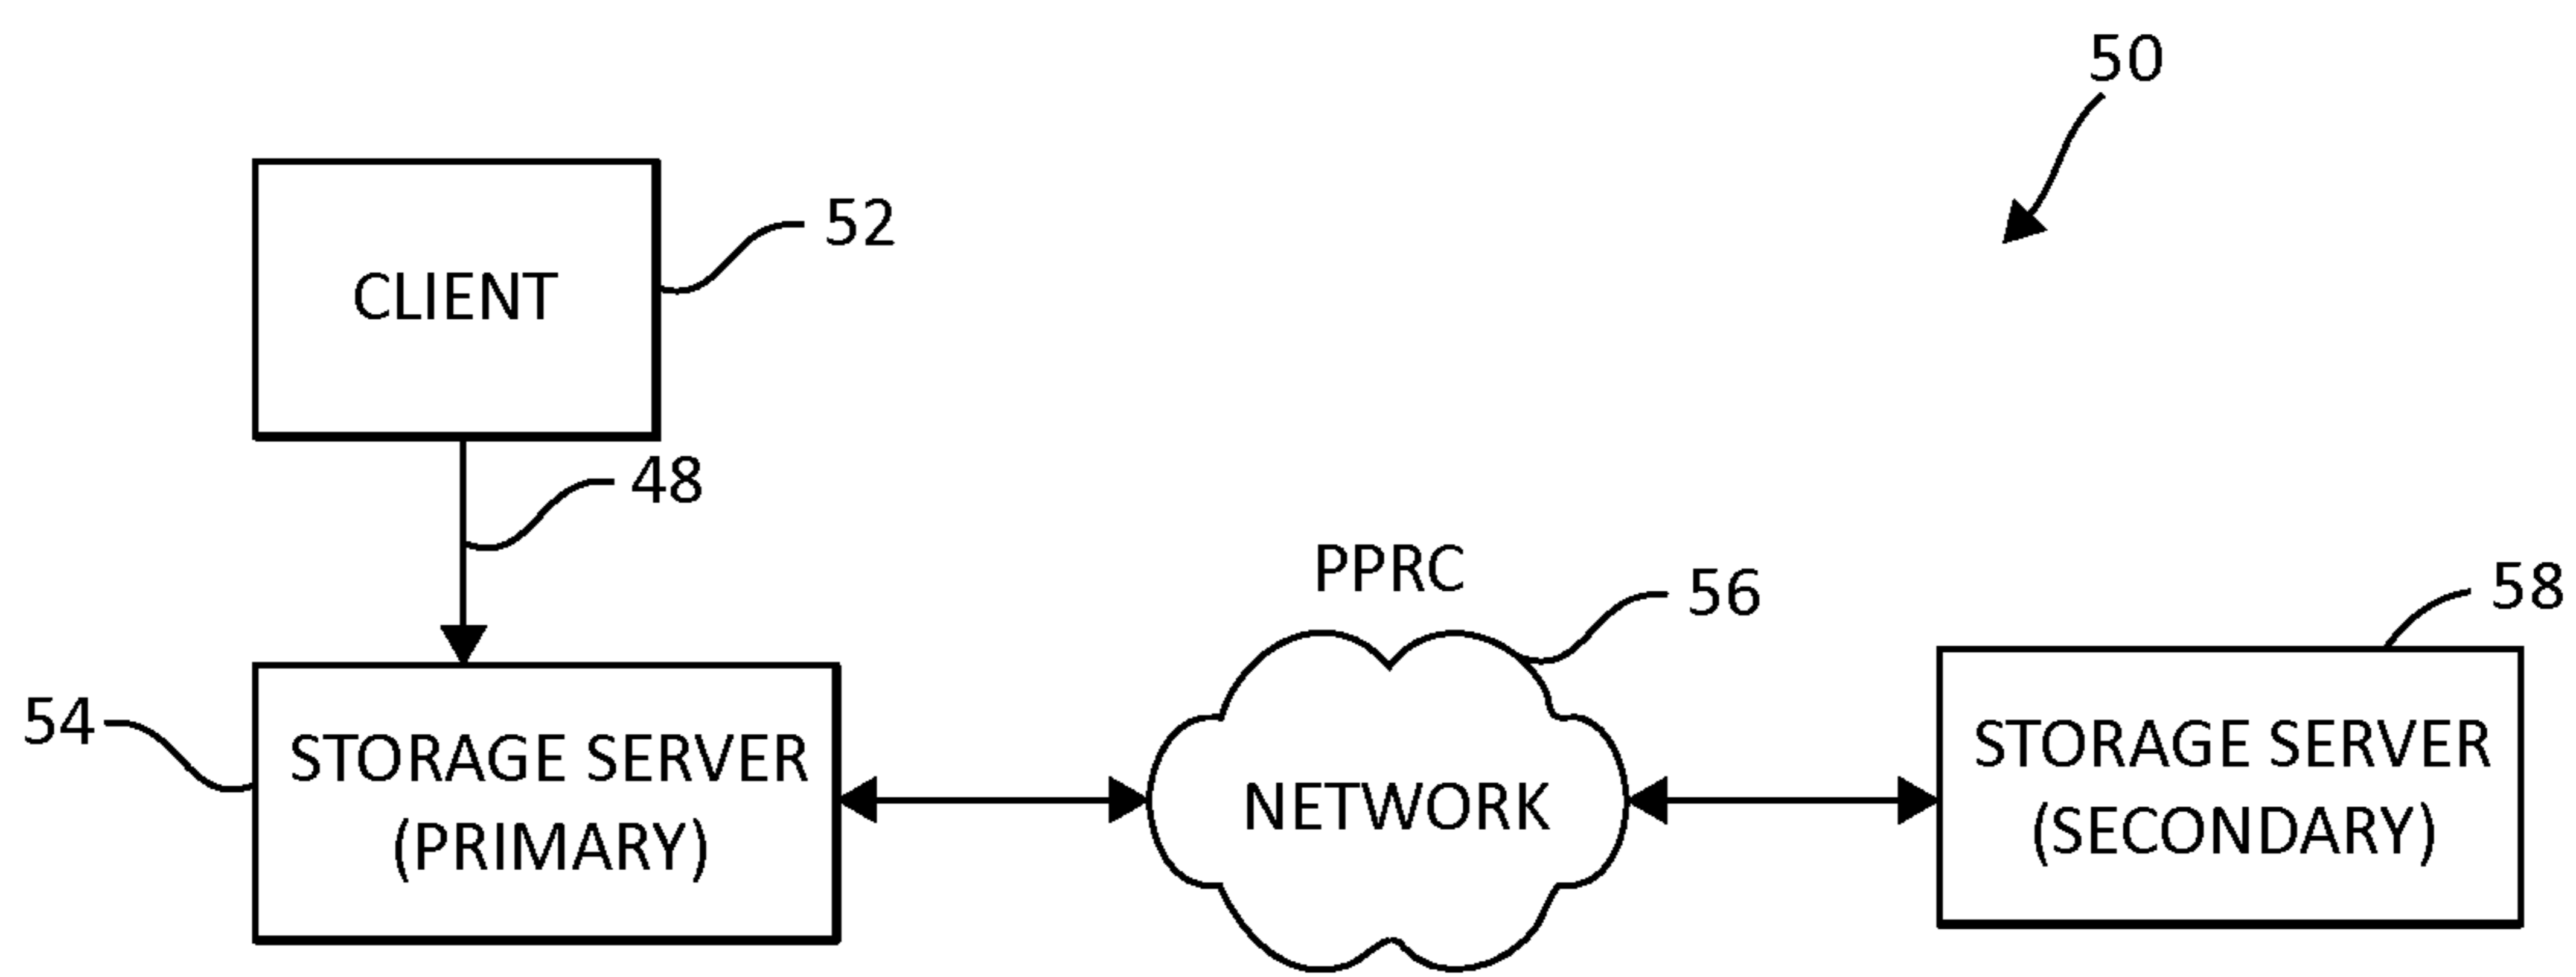 50
CLIENT
52
48
PPRC
56
58
54
STORAGE SERVER
(PRIMARY)
NETWORK
STORAGE SERVER
(SECONDARY)